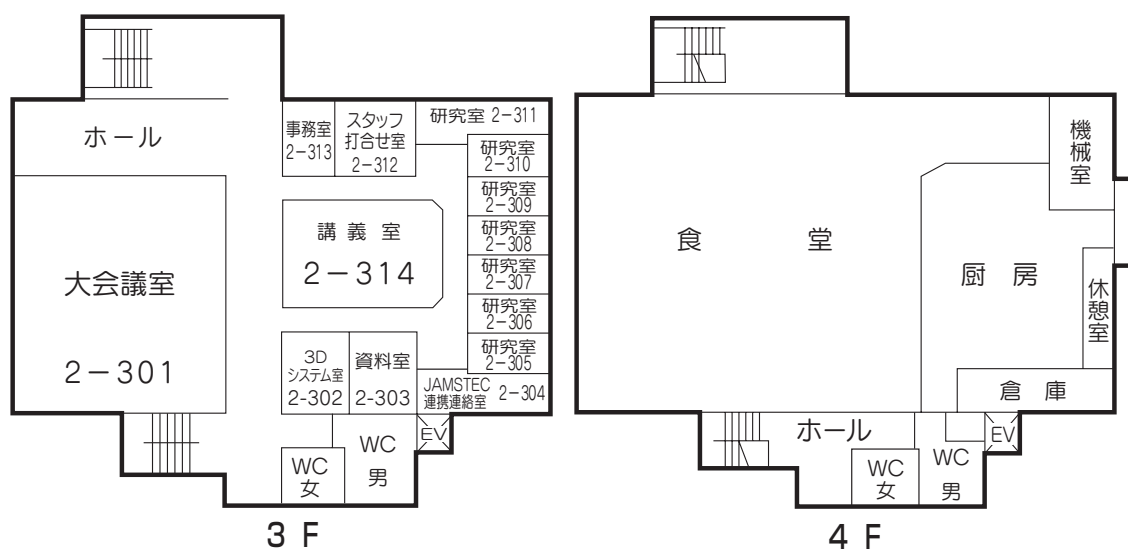 ホール
事務室
2-313
スタッフ
打合せ室
2-312
研究室 2-311
研究室
2-310
研究室
2-309
研究室
2-308
研究室
2-307
研究室
2-306
研究室
2-305
講義室
2-314
大会議室
2-301
3D
システム室
2-302
資料室
2-303
JAMSTEC
連携連絡室
2-304
EV
WC
女
WC
男
3 F
機械室
食堂
厨房
休憩室
倉庫
ホール
EV
WC
女
WC
男
4 F